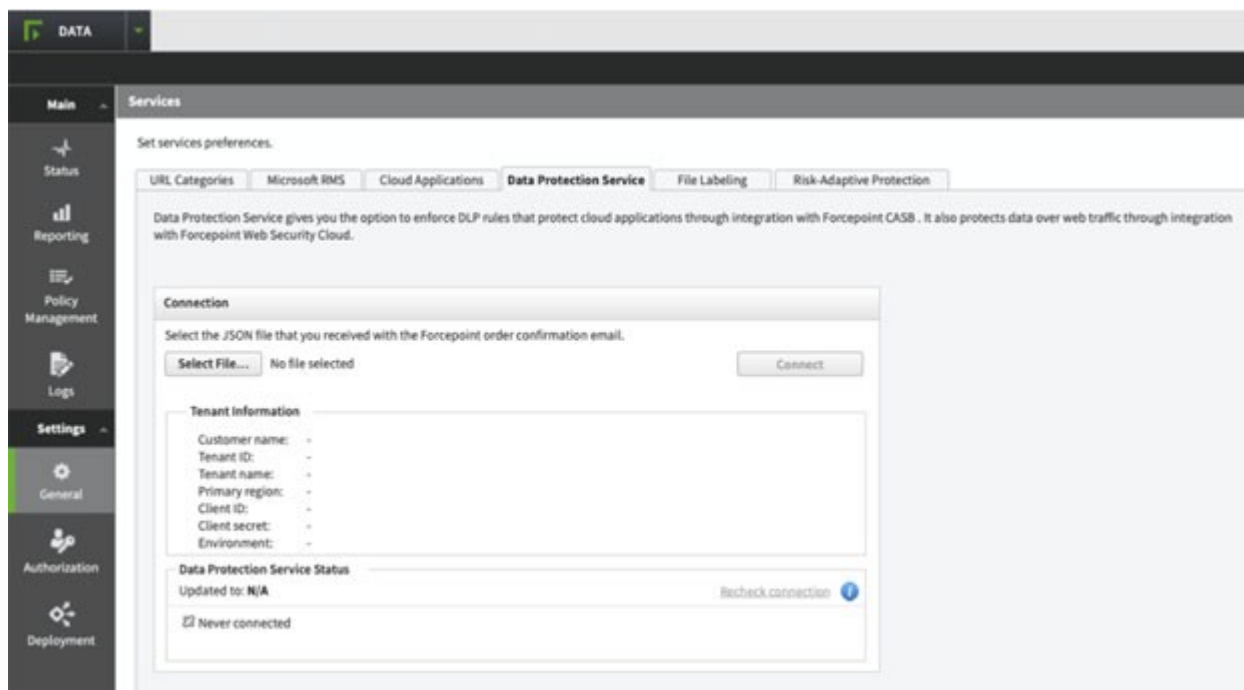 DATA
Main
Services
Set services preferences.
Status
URL Categories
Microsoft RMS
Cloud Applications
Data Protection Service
File Labeling
Risk-Adaptive Protection
Data Protection Service gives you the option to enforce DLP rules that protect cloud applications through integration with Forcepoint CASB . It also protects data over web traffic through integration
with Forcepoint Web Security Cloud.
Reporting
Policy
Management
Logs
Settings
General
Authorization
Deployment
Connection
Select the JSON file that you received with the Forcepoint order confirmation email.
Select File...
No file selected
Connect
Tenant Information
Customer name: -
Tenant ID: -
Tenant name: -
Primary region: -
Client ID: -
Client secret: -
Environment: -
Data Protection Service Status
Updated to: N/A
Recheck connection
i
Never connected